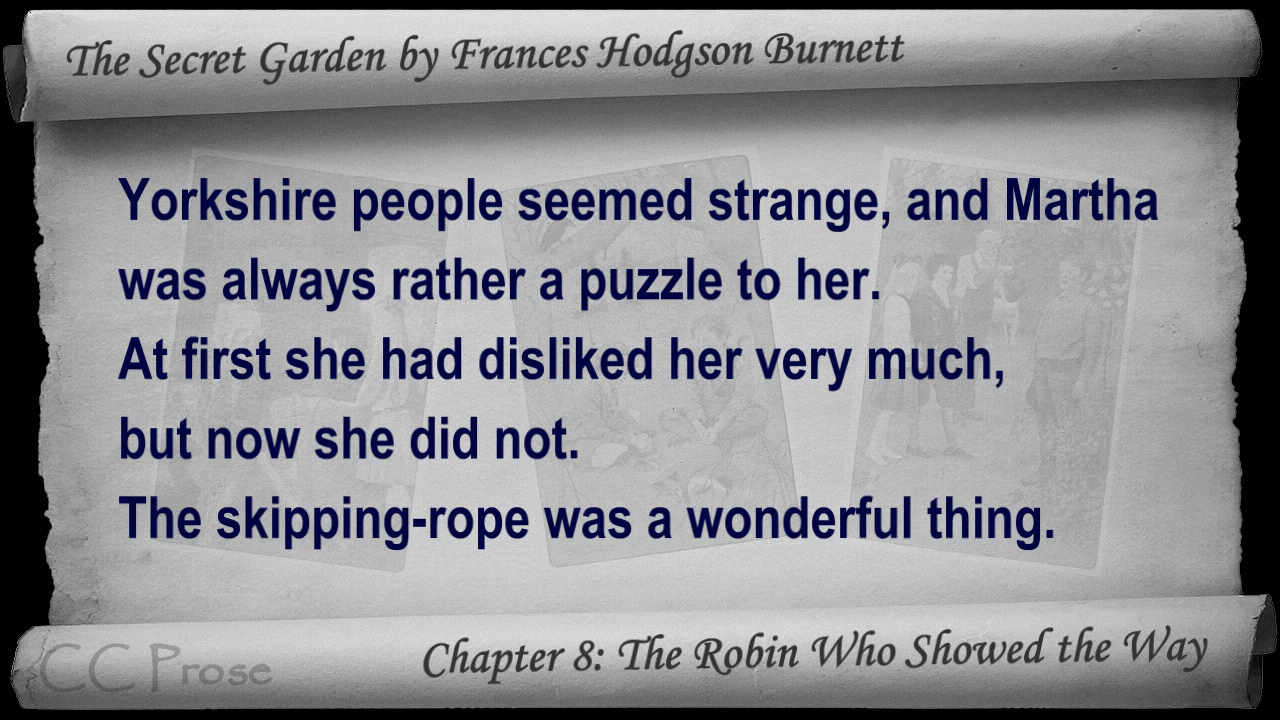 The Secret Garden by Frances Hodgson Burnett
Yorkshire people seemed strange, and Martha
was always rather a puzzle to her.
At first she had disliked her very much,
but now she did not.
The skipping-rope was a wonderful thing.
CC Prose
Chapter 8: The Robin Who Showed the Way